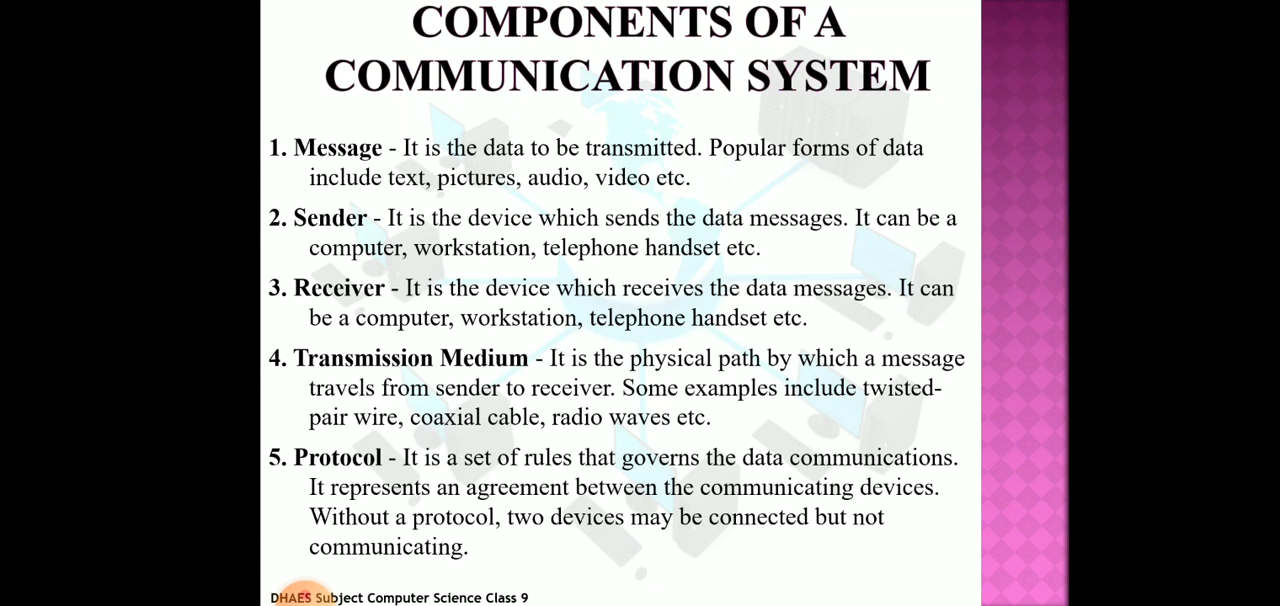 COMPONENTS OF A
COMMUNICATION SYSTEM
1. Message - It is the data to be transmitted. Popular forms of data
include text, pictures, audio, video etc.
2. Sender - It is the device which sends the data messages. It can be a
computer, workstation, telephone handset etc.
3. Receiver - It is the device which receives the data messages. It can
be a computer, workstation, telephone handset etc.
4. Transmission Medium - It is the physical path by which a message
travels from sender to receiver. Some examples include twisted-
pair wire, coaxial cable, radio waves etc.
5. Protocol - It is a set of rules that governs the data communications.
It represents an agreement between the communicating devices.
Without a protocol, two devices may be connected but not
communicating.
DHAES Subject Computer Science Class 9